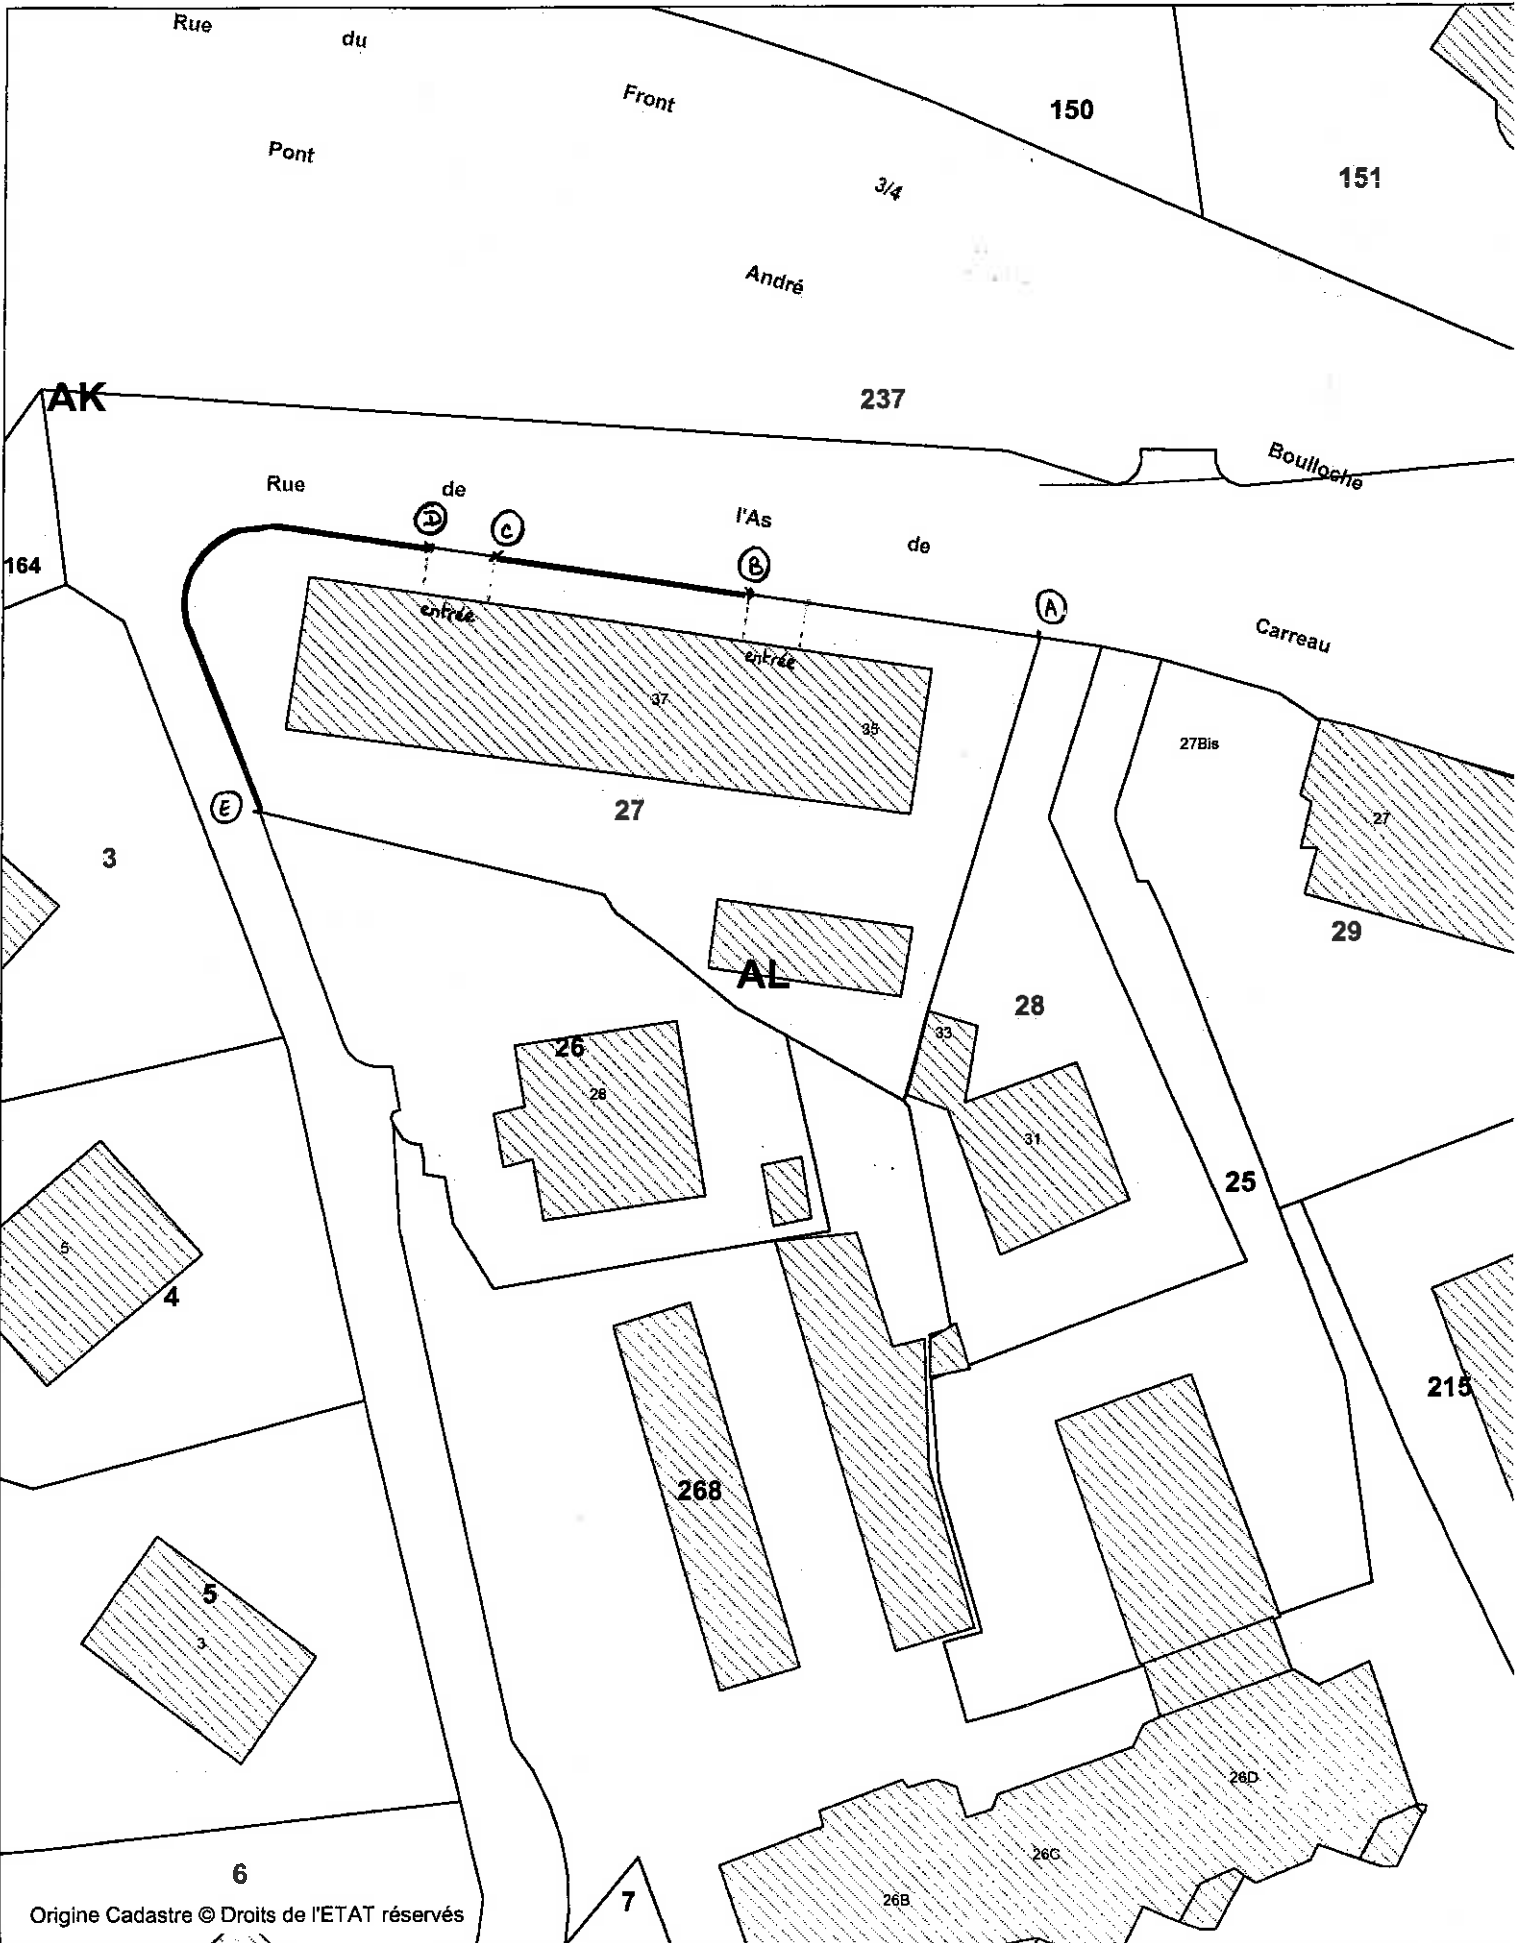 Rue du
Front
Pont
150
3/4
151
André
AK
237
Boulloche
Rue de
l'As
de
D
C
B
A
164
entrée
entrée
Carreau
37
35
27Bis
27
E
27
3
29
AL
28
33
26
28
31
25
5
4
215
268
5
3
26D
26C
6
26B
7
Origine Cadastre © Droits de l'ETAT réservés